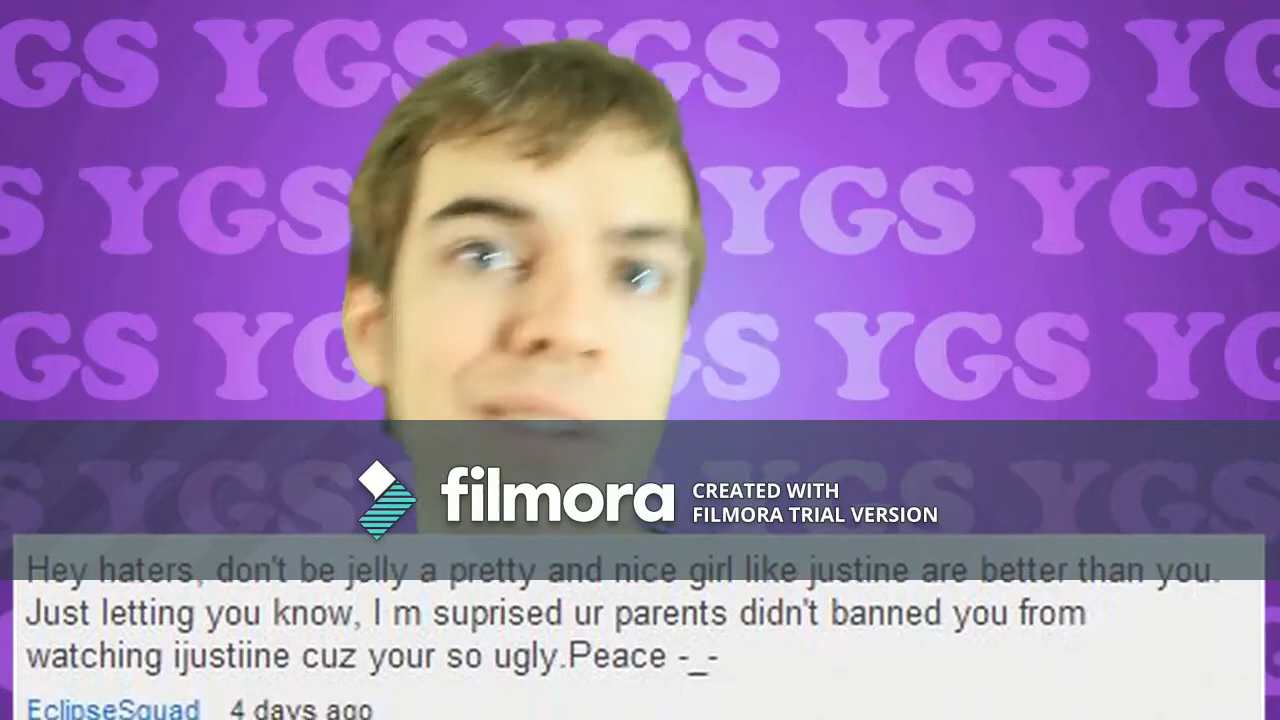 GS YGS YGS YGS YG
S YGS YGS YGS
GS YGS YGS YGS YG
YGS YGS YGS YGS
filmora CREATED WITH
FILMORA TRIAL VERSION
Hey haters, don't be jelly a pretty and nice girl like justine are better than you.
Just letting you know, I m suprised ur parents didn't banned you from
watching ijustiine cuz your so ugly.Peace -_-
EclipseSquad 4 days ago